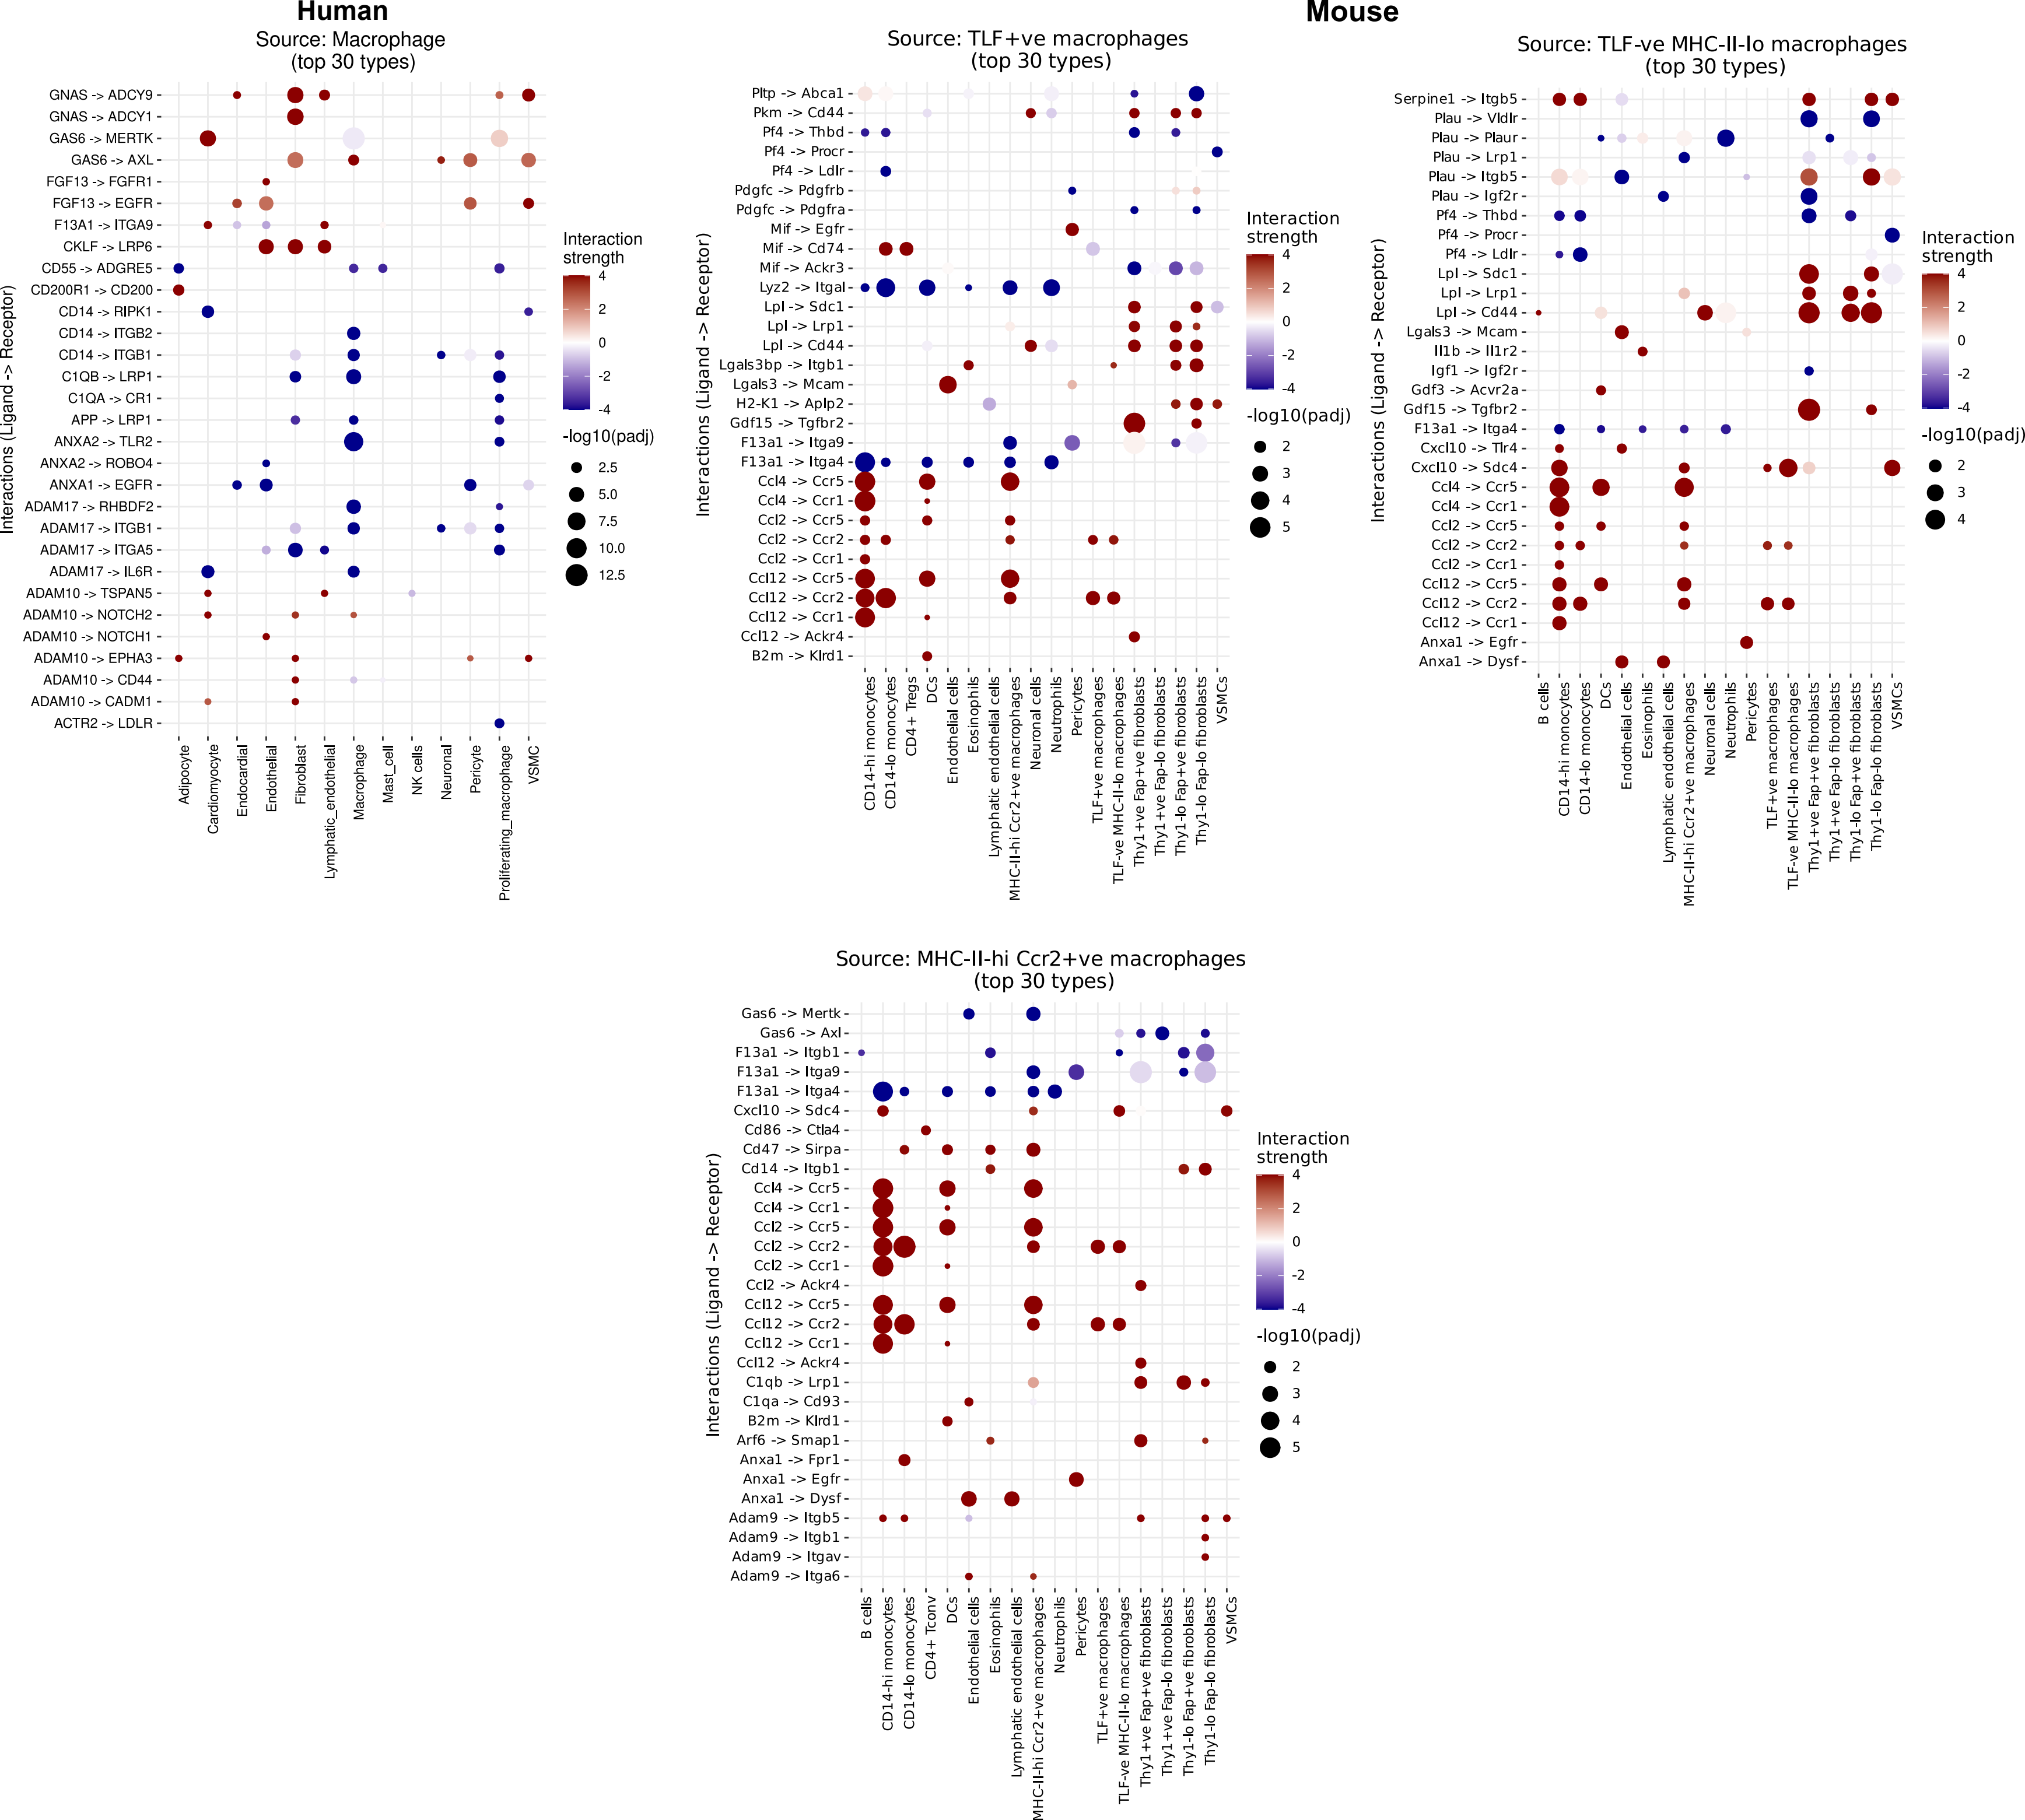 Human
Mouse
Source: Macrophage
(top 30 types)
Interactions (Ligand -> Receptor)
GNAS -> ADCY9
GNAS -> ADCY1
GAS6 -> MERTK
GAS6 -> AXL
FGF13 -> FGFR1
FGF13 -> EGFR
F13A1 -> ITGA9
CKLF -> LRP6
CD55 -> ADGRE5
CD200R1 -> CD200
CD14 -> RIPK1
CD14 -> ITGB2
CD14 -> ITGB1
C1QB -> LRP1
C1QA -> CR1
APP -> LRP1
ANXA2 -> TLR2
ANXA2 -> ROBO4
ANXA1 -> EGFR
ADAM17 -> RHBDF2
ADAM17 -> ITGB1
ADAM17 -> ITGA5
ADAM17 -> IL6R
ADAM10 -> TSPAN5
ADAM10 -> NOTCH2
ADAM10 -> NOTCH1
ADAM10 -> EPHA3
ADAM10 -> CD44
ADAM10 -> CADM1
ACTR2 -> LDLR
Adipocyte
Cardiomyocyte
Endocardial
Endothelial
Fibroblast
Lymphatic_endothelial
Macrophage
Mast_cell
NK cells
Neuronal
Pericyte
Proliferating_macrophage
VSMC
Interaction
strength
4
2
0
-2
-4
-log10(padj)
2.5
5.0
7.5
10.0
12.5
Source: TLF+ve macrophages
(top 30 types)
Interactions (Ligand -> Receptor)
Pltp -> Abca1
Pkm -> Cd44
Pf4 -> Thbd
Pf4 -> Procr
Pf4 -> Ldlr
Pdgfc -> Pdgfrb
Pdgfc -> Pdgfra
Mif -> Egfr
Mif -> Cd74
Mif -> Ackr3
Lyz2 -> Itgal
Lpl -> Sdc1
Lpl -> Lrp1
Lpl -> Cd44
Lgals3bp -> Itgb1
Lgals3 -> Mcam
H2-K1 -> Aplp2
Gdf15 -> Tgfbr2
F13a1 -> Itga9
F13a1 -> Itga4
Ccl4 -> Ccr5
Ccl4 -> Ccr1
Ccl2 -> Ccr5
Ccl2 -> Ccr2
Ccl2 -> Ccr1
Ccl12 -> Ccr5
Ccl12 -> Ccr2
Ccl12 -> Ccr1
Ccl12 -> Ackr4
B2m -> Klrd1
CD14-hi monocytes
CD14-lo monocytes
CD4+ Tregs
DCs
Endothelial cells
Eosinophils
Lymphatic endothelial cells
MHC-II-hi Ccr2+ve macrophages
Neuronal cells
Neutrophils
Pericytes
TLF+ve macrophages
TLF-ve MHC-II-lo macrophages
Thy1+ve Fap+ve fibroblasts
Thy1+ve Fap-lo fibroblasts
Thy1-lo Fap+ve fibroblasts
Thy1-lo Fap-lo fibroblasts
VSMCs
Interaction
strength
4
2
0
-2
-4
-log10(padj)
2
3
4
5
Source: TLF-ve MHC-II-lo macrophages
(top 30 types)
Interactions (Ligand -> Receptor)
Serpine1 -> Itgb5
Plau -> Vldlr
Plau -> Plaur
Plau -> Lrp1
Plau -> Itgb5
Plau -> Igf2r
Pf4 -> Thbd
Pf4 -> Procr
Pf4 -> Ldlr
Lpl -> Sdc1
Lpl -> Lrp1
Lpl -> Cd44
Lgals3 -> Mcam
Il1b -> Il1r2
Igf1 -> Igf2r
Gdf3 -> Acvr2a
Gdf15 -> Tgfbr2
F13a1 -> Itga4
Cxcl10 -> Tlr4
Cxcl10 -> Sdc4
Ccl4 -> Ccr5
Ccl4 -> Ccr1
Ccl2 -> Ccr5
Ccl2 -> Ccr2
Ccl2 -> Ccr1
Ccl12 -> Ccr5
Ccl12 -> Ccr2
Ccl12 -> Ccr1
Anxa1 -> Egfr
Anxa1 -> Dysf
B cells
CD14-hi monocytes
CD14-lo monocytes
DCs
Endothelial cells
Eosinophils
Lymphatic endothelial cells
MHC-II-hi Ccr2+ve macrophages
Neuronal cells
Neutrophils
Pericytes
TLF+ve macrophages
TLF-ve MHC-II-lo macrophages
Thy1+ve Fap+ve fibroblasts
Thy1+ve Fap-lo fibroblasts
Thy1-lo Fap+ve fibroblasts
Thy1-lo Fap-lo fibroblasts
VSMCs
Interaction
strength
4
2
0
-2
-4
-log10(padj)
2
3
4
Source: MHC-II-hi Ccr2+ve macrophages
(top 30 types)
Interactions (Ligand -> Receptor)
Gas6 -> Mertk
Gas6 -> Axl
F13a1 -> Itgb1
F13a1 -> Itga9
F13a1 -> Itga4
Cxcl10 -> Sdc4
Cd86 -> Ctla4
Cd47 -> Sirpa
Cd14 -> Itgb1
Ccl4 -> Ccr5
Ccl4 -> Ccr1
Ccl2 -> Ccr5
Ccl2 -> Ccr2
Ccl2 -> Ccr1
Ccl2 -> Ackr4
Ccl12 -> Ccr5
Ccl12 -> Ccr2
Ccl12 -> Ccr1
Ccl12 -> Ackr4
C1qb -> Lrp1
C1qa -> Cd93
B2m -> Klrd1
Arf6 -> Smap1
Anxa1 -> Fpr1
Anxa1 -> Egfr
Anxa1 -> Dysf
Adam9 -> Itgb5
Adam9 -> Itgb1
Adam9 -> Itgav
Adam9 -> Itga6
B cells
CD14-hi monocytes
CD14-lo monocytes
CD4+ Tconv
DCs
Endothelial cells
Eosinophils
Lymphatic endothelial cells
MHC-II-hi Ccr2+ve macrophages
Neutrophils
Pericytes
TLF+ve macrophages
TLF-ve MHC-II-lo macrophages
Thy1+ve Fap+ve fibroblasts
Thy1+ve Fap-lo fibroblasts
Thy1-lo Fap+ve fibroblasts
Thy1-lo Fap-lo fibroblasts
VSMCs
Interaction
strength
4
2
0
-2
-4
-log10(padj)
2
3
4
5